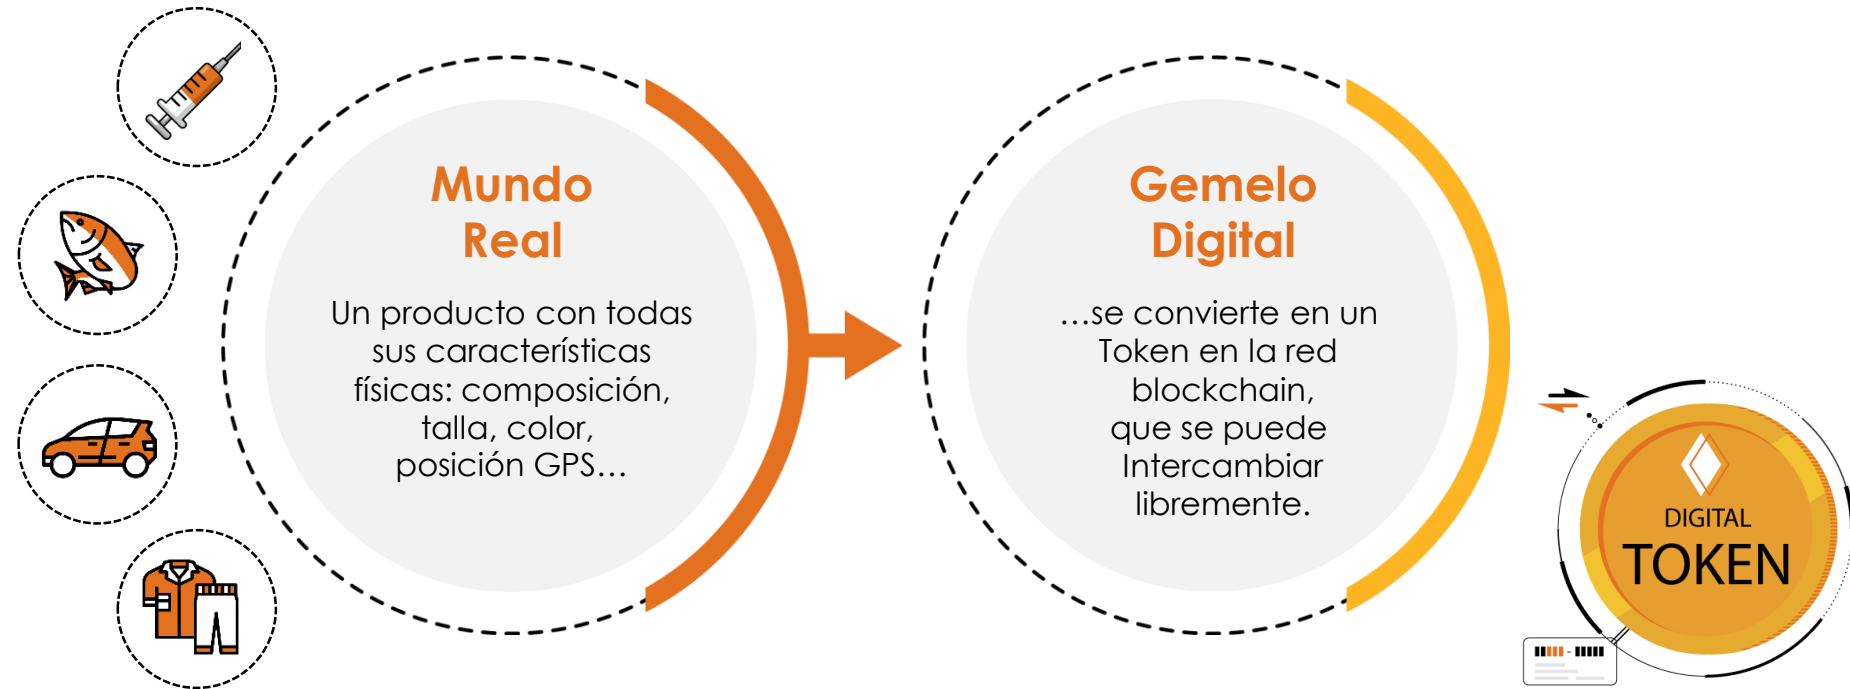 Mundo
Real
Un producto con todas
sus características
físicas: composición,
talla, color,
posición GPS...
Gemelo
Digital
...se convierte en un
Token en la red
blockchain,
que se puede
Intercambiar
libremente.
DIGITAL
TOKEN